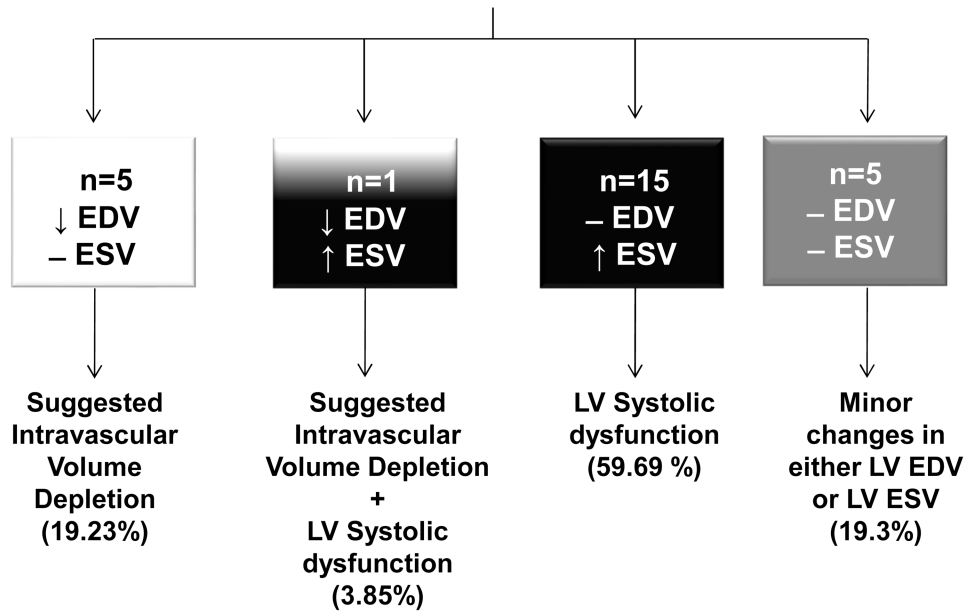 n=5
↓ EDV
– ESV
n=1
↓ EDV
↑ ESV
n=15
– EDV
↑ ESV
n=5
– EDV
– ESV
Suggested
Intravascular
Volume
Depletion
(19.23%)
Suggested
Intravascular
Volume Depletion
+
LV Systolic
dysfunction
(3.85%)
LV Systolic
dysfunction
(59.69 %)
Minor
changes in
either LV EDV
or LV ESV
(19.3%)